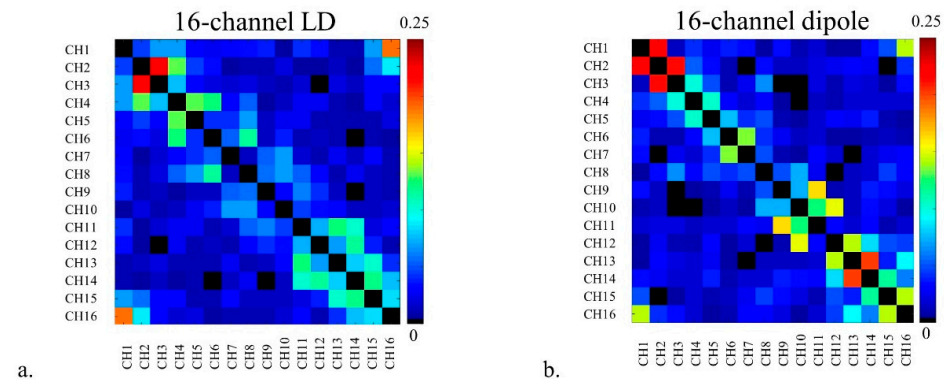 16-channel LD
0.25
CH1
CH2
CH3
CH4
CH5
CH6
CH7
CH8
CH9
CH10
CH11
CH12
CH13
CH14
CH15
CH16
0
CH1
CH2
CH3
CH4
CH5
CH6
CH7
CH8
CH9
CH10
CH11
CH12
CH13
CH14
CH15
CH16
a.
16-channel dipole
0.25
CH1
CH2
CH3
CH4
CH5
CH6
CH7
CH8
CH9
CH10
CH11
CH12
CH13
CH14
CH15
CH16
0
CH1
CH2
CH3
CH4
CH5
CH6
CH7
CH8
CH9
CH10
CH11
CH12
CH13
CH14
CH15
CH16
b.